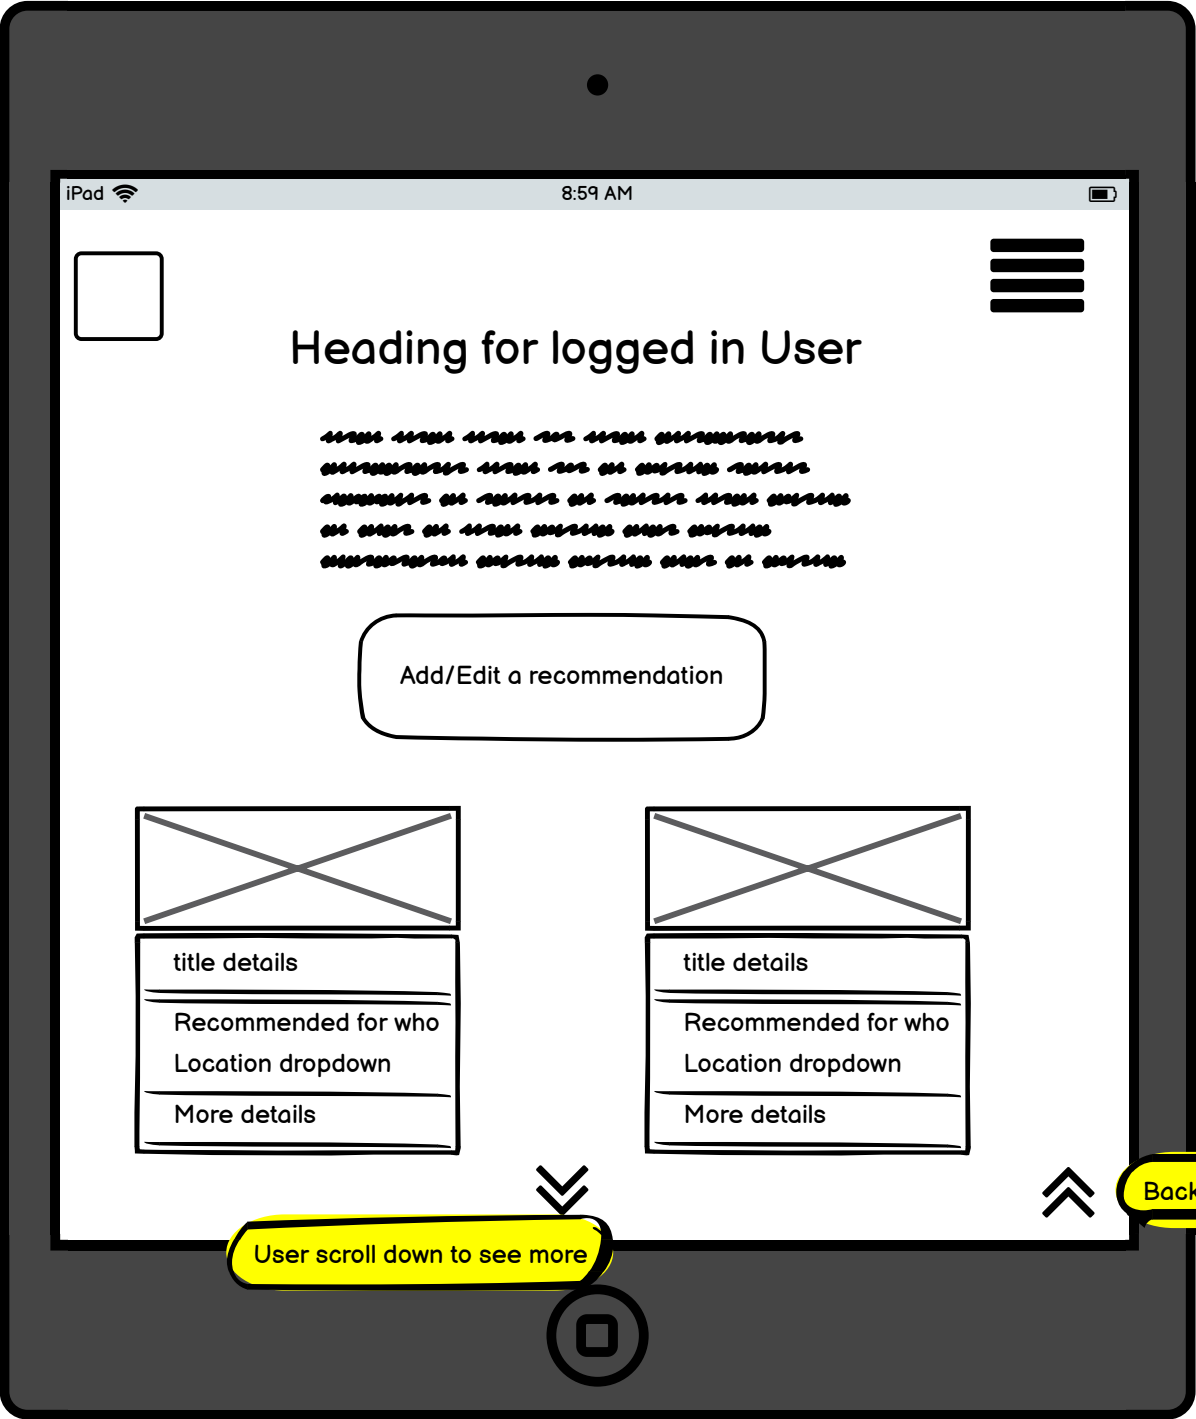 iPad
8:59 AM
Heading for logged in User
Add/Edit a recommendation
title details
Recommended for who
Location dropdown
More details
title details
Recommended for who
Location dropdown
More details
Back
User scroll down to see more